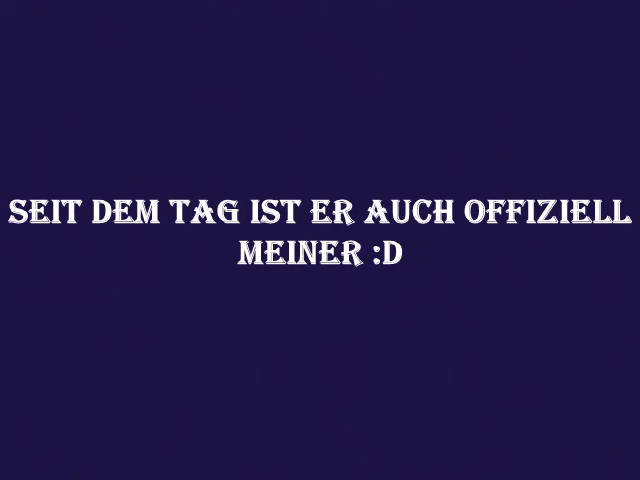 SEIT DEM TAG IST ER AUCH OFFIZIELL
MEINER :D